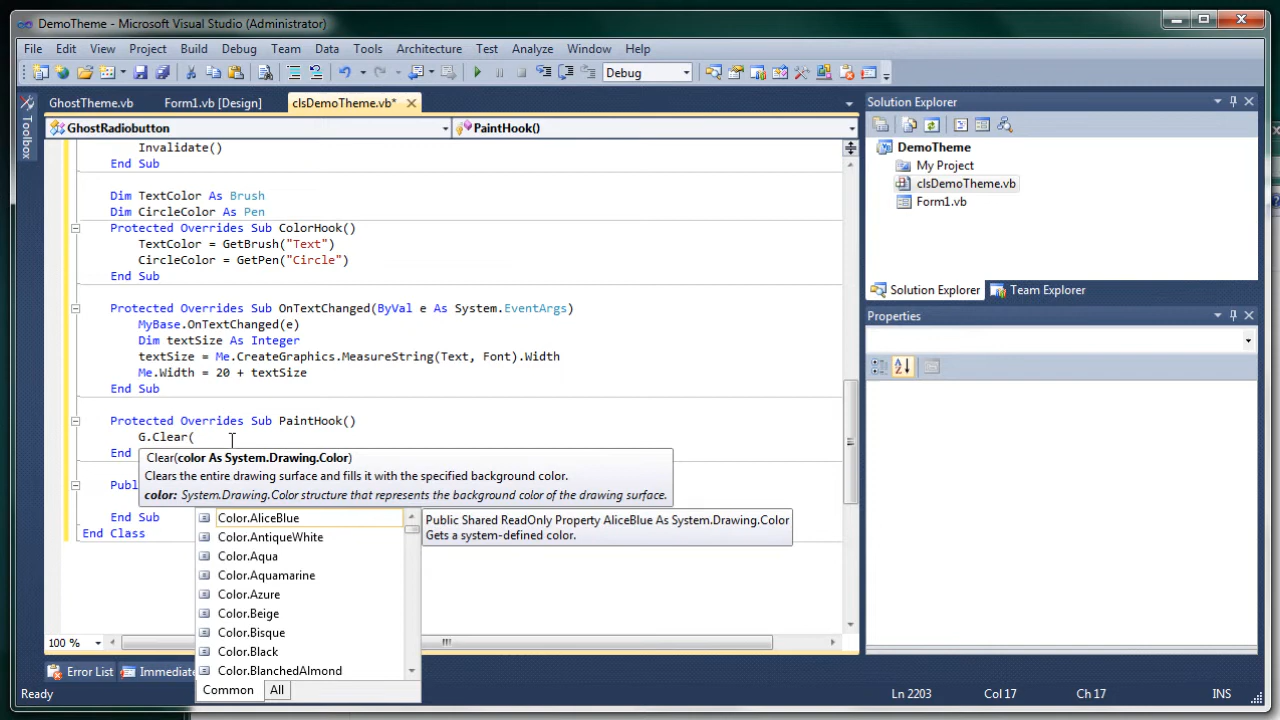 DemoTheme - Microsoft Visual Studio (Administrator)
File Edit View Project Build Debug Team Data Tools Architecture Test Analyze Window Help
Debug
GhostTheme.vb Form1.vb [Design] clsDemoTheme.vb*
Solution Explorer
Toolbox
GhostRadiobutton PaintHook()
DemoTheme
My Project
clsDemoTheme.vb
Form1.vb
Invalidate()
End Sub
Dim TextColor As Brush
Dim CircleColor As Pen
Protected Overrides Sub ColorHook()
TextColor = GetBrush("Text")
CircleColor = GetPen("Circle")
End Sub
Solution Explorer Team Explorer
Protected Overrides Sub OnTextChanged(ByVal e As System.EventArgs)
Properties
MyBase.OnTextChanged(e)
Dim textSize As Integer
textSize = Me.CreateGraphics.MeasureString(Text, Font).Width
Me.Width = 20 + textSize
End Sub
Protected Overrides Sub PaintHook()
G.Clear(
End
Clear(color As System.Drawing.Color)
Clears the entire drawing surface and fills it with the specified background color.
color: System.Drawing.Color structure that represents the background color of the drawing surface.
Publ
End Sub
End Class
Color.AliceBlue
Color.AntiqueWhite
Color.Aqua
Color.Aquamarine
Color.Azure
Color.Beige
Color.Bisque
Color.Black
Color.BlanchedAlmond
Common All
Public Shared ReadOnly Property AliceBlue As System.Drawing.Color
Gets a system-defined color.
100 %
Error List Immediate
Ready Ln 2203 Col 17 Ch 17 INS